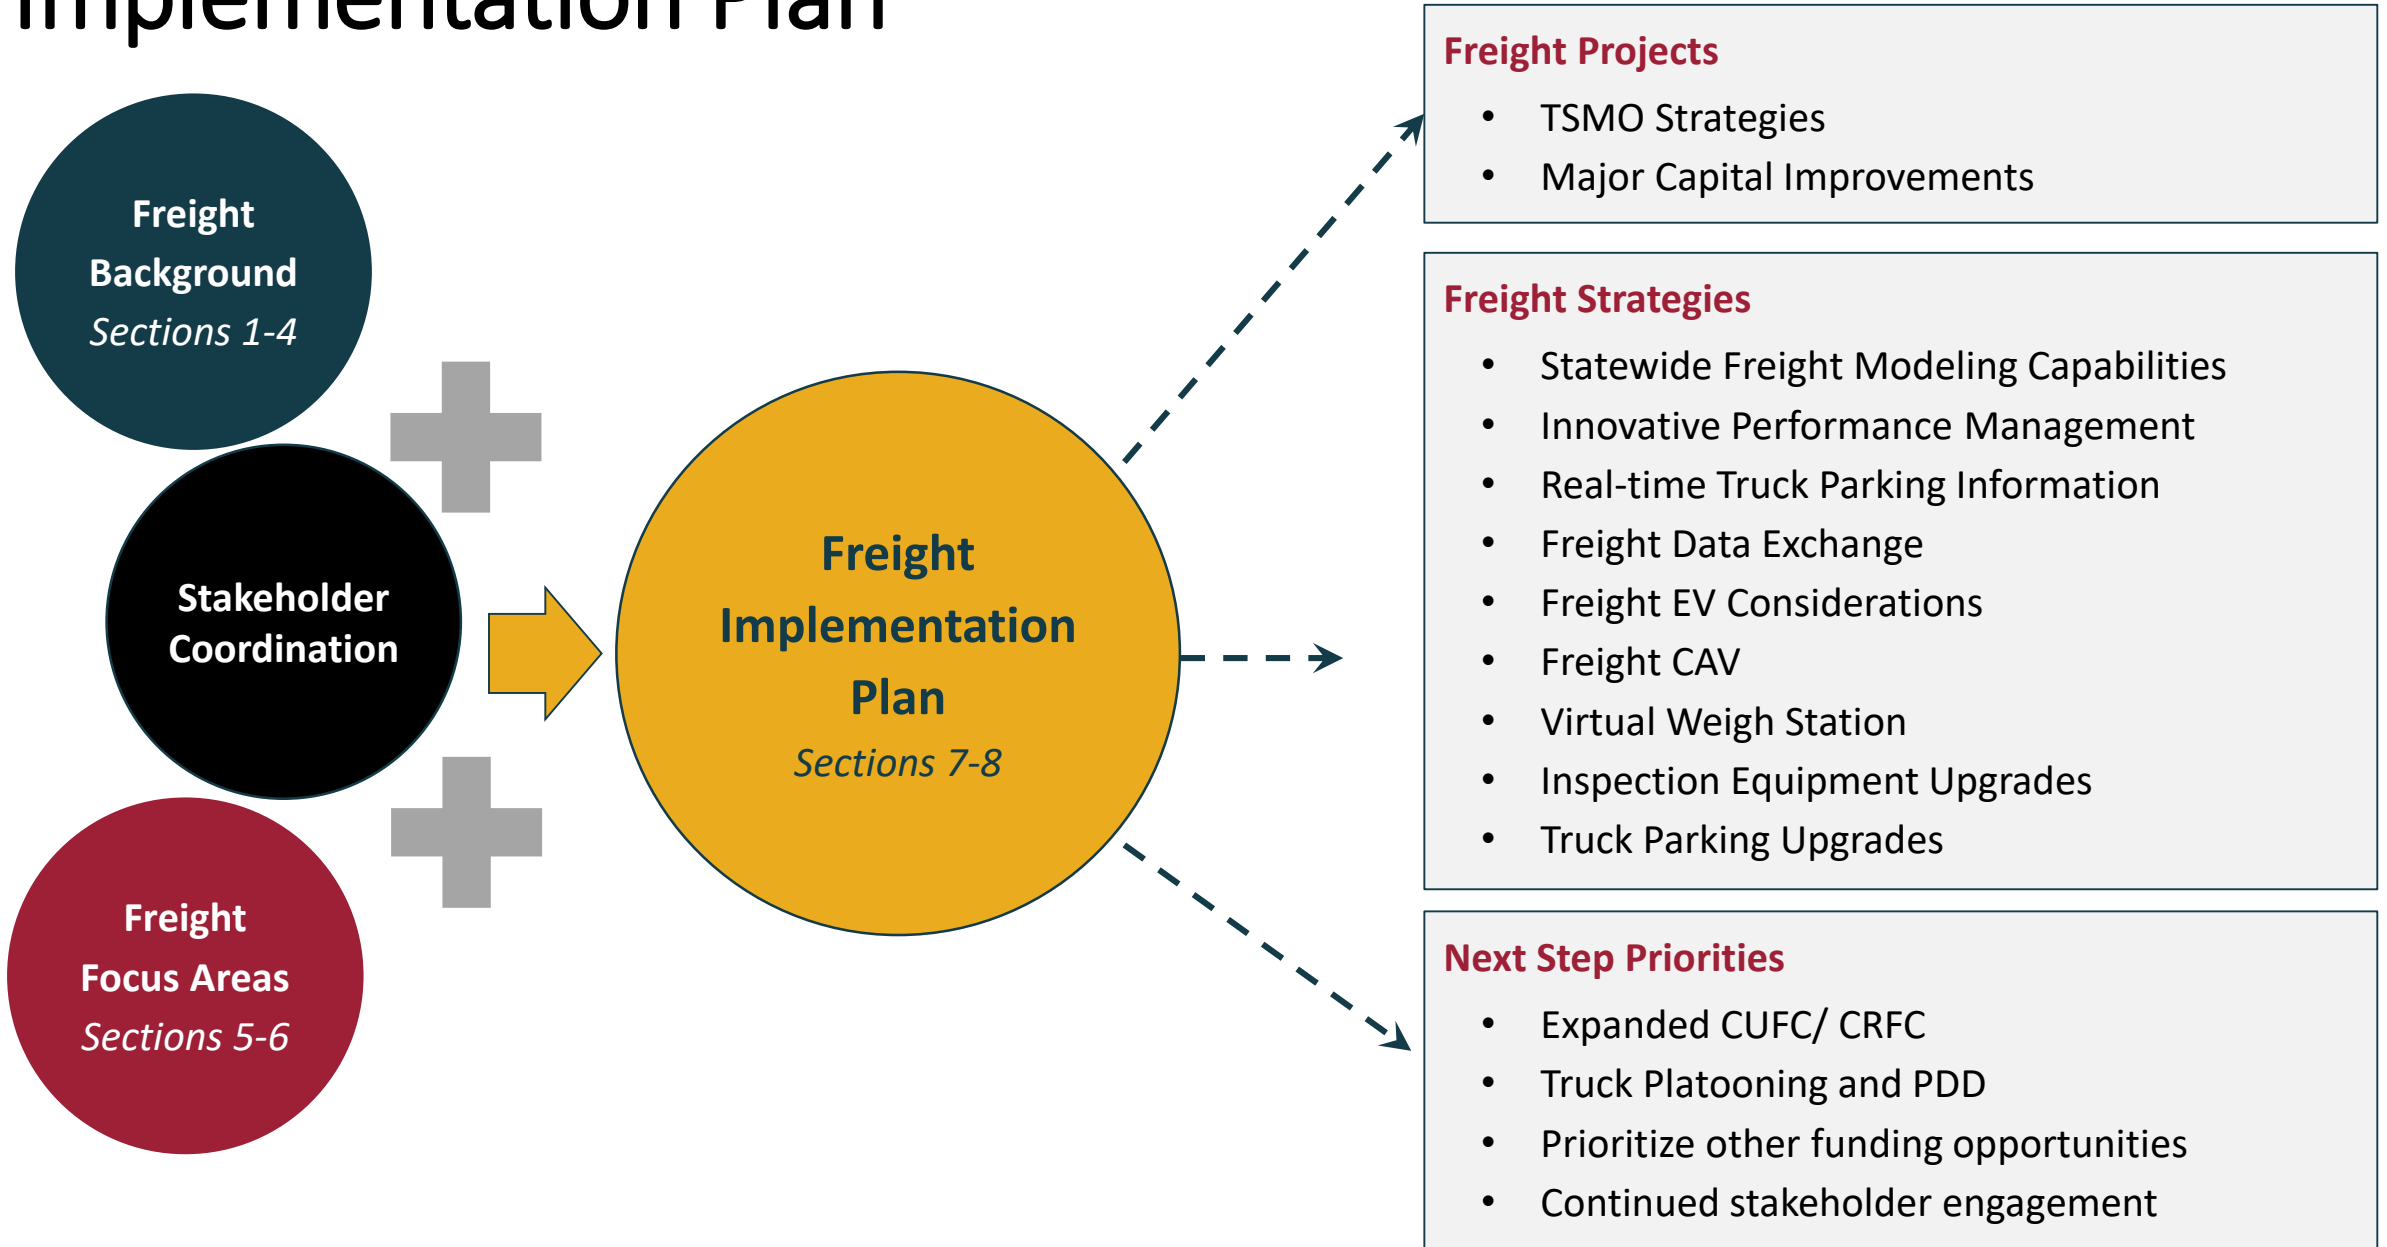 Implementation Plan
Freight
Background
Sections 1-4
Stakeholder
Coordination
Freight
Focus Areas
Sections 5-6
Freight
Implementation
Plan
Sections 7-8
Freight Projects
• TSMO Strategies
• Major Capital Improvements
Freight Strategies
• Statewide Freight Modeling Capabilities
• Innovative Performance Management
• Real-time Truck Parking Information
• Freight Data Exchange
• Freight EV Considerations
• Freight CAV
• Virtual Weigh Station
• Inspection Equipment Upgrades
• Truck Parking Upgrades
Next Step Priorities
• Expanded CUFC/ CRFC
• Truck Platooning and PDD
• Prioritize other funding opportunities
• Continued stakeholder engagement